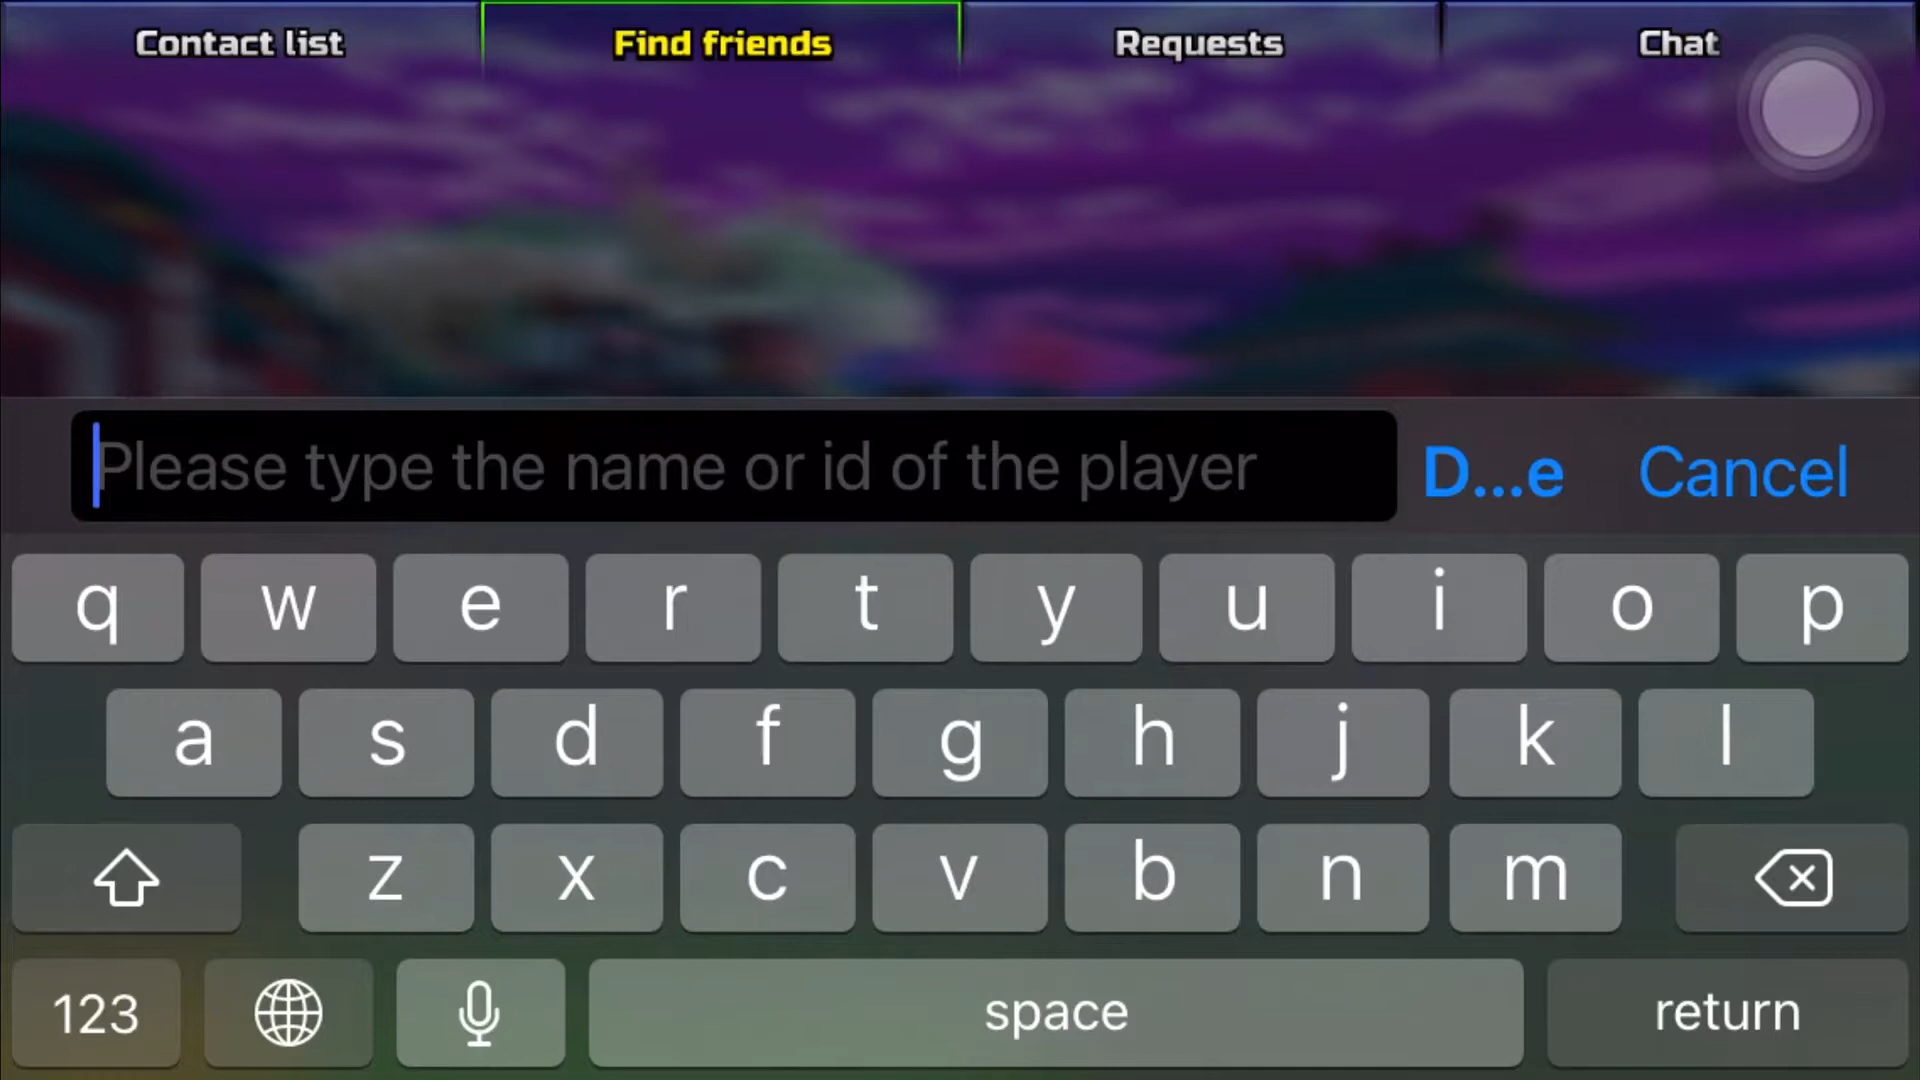 Contact list Find friends Requests Chat
Please type the name or id of the player D...e Cancel
q w e r t y u i o p
a s d f g h j k l
z x c v b n m
123 space return